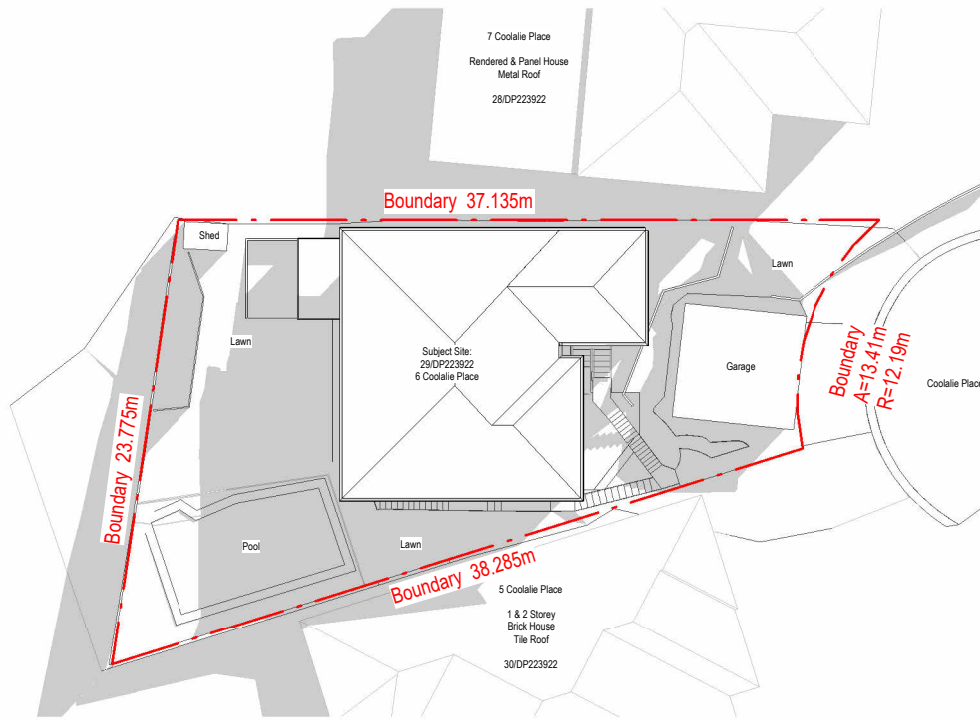 7 Coolalie Place
Rendered & Panel House
Metal Roof
28/DP223922
Boundary 37.135m
Shed
Lawn
Lawn
Subject Site:
29/DP223922
6 Coolalie Place
Garage
Boundary
A=13.41m
R=12.19m
Coolalie Place
Boundary 23.775m
Pool
Lawn
Boundary 38.285m
5 Coolalie Place
1 & 2 Storey
Brick House
Tile Roof
30/DP223922